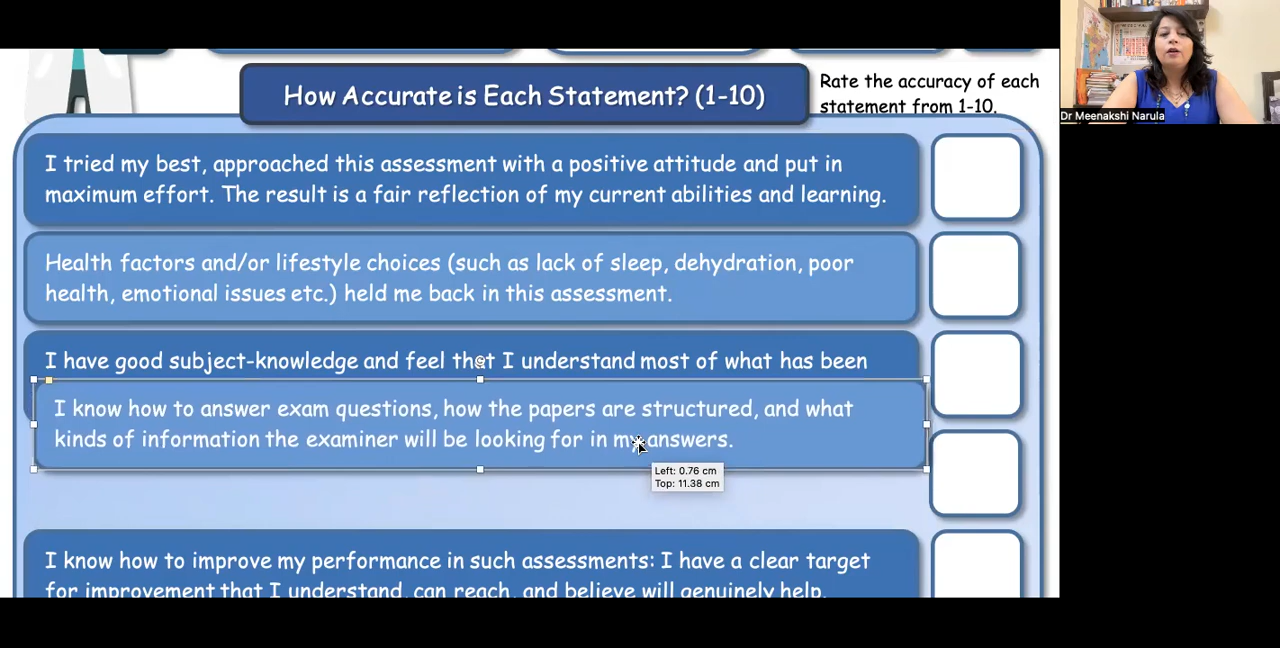 How Accurate is Each Statement? (1-10)
Rate the accuracy of each
statement from 1-10.
Dr Meenakshi Narula
I tried my best, approached this assessment with a positive attitude and put in
maximum effort. The result is a fair reflection of my current abilities and learning.
Health factors and/or lifestyle choices (such as lack of sleep, dehydration, poor
health, emotional issues etc.) held me back in this assessment.
I have good subject-knowledge and feel that I understand most of what has been
I know how to answer exam questions, how the papers are structured, and what
kinds of information the examiner will be looking for in my answers.
Left: 0.76 cm
Top: 11.38 cm
I know how to improve my performance in such assessments: I have a clear target
for improvement that I understand, can reach, and believe will genuinely help.